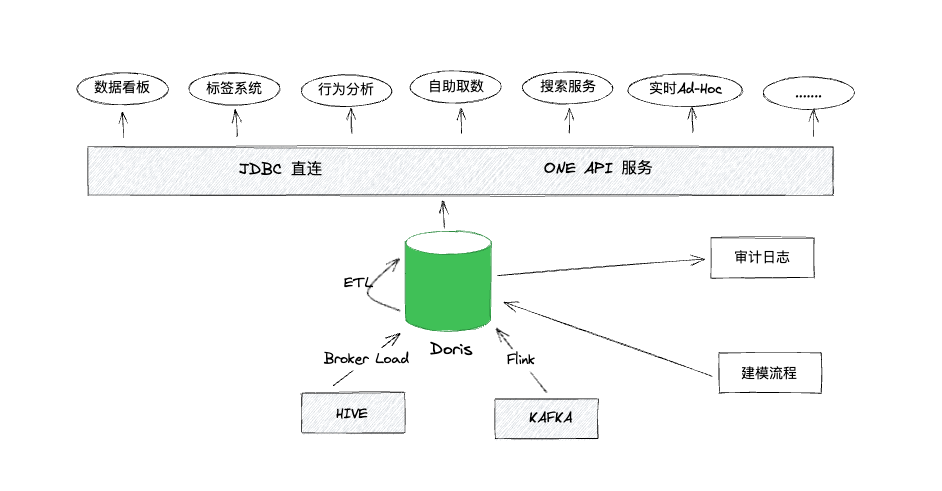 数据看板
标签系统
行为分析
自助取数
搜索服务
实时Ad-Hoc
.......
JDBC 直连
ONE API 服务
审计日志
ETL
Doris
Broker Load
Flink
建模流程
HIVE
KAFKA